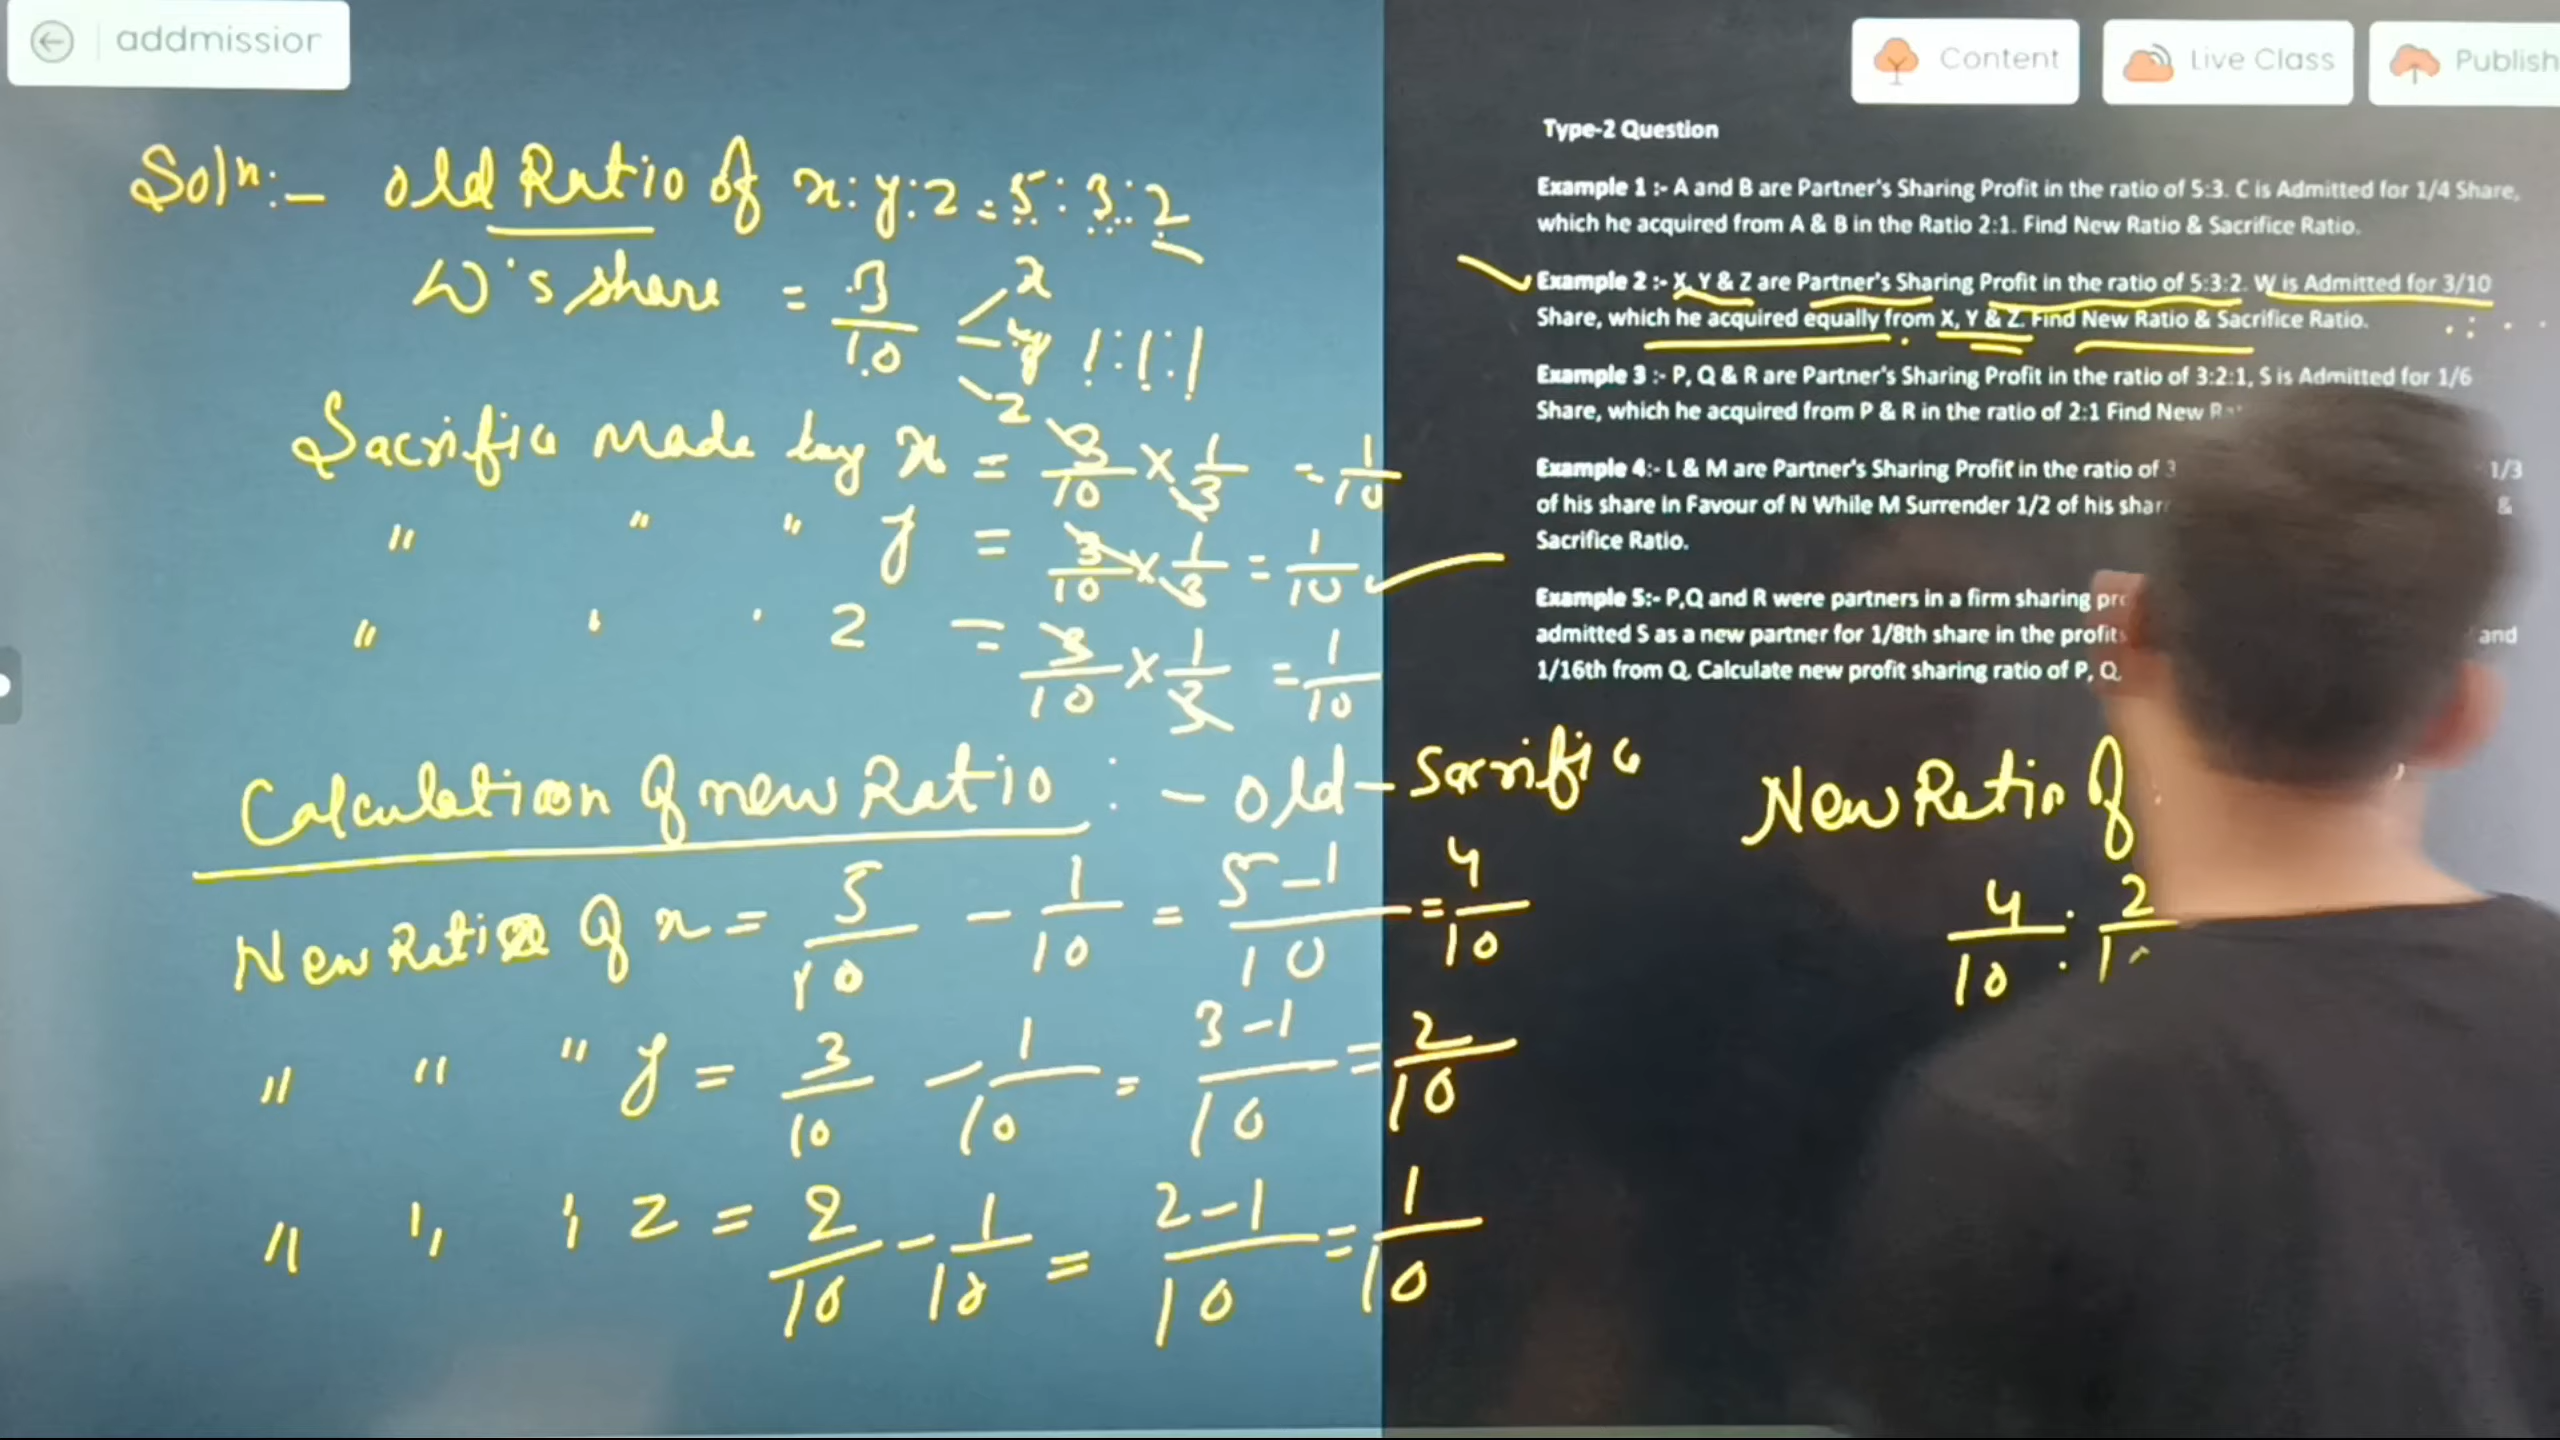 addmission
Content
Live Class
Publish
Soln:- old Ratio of x:y:z = 5:3:2
W's share = 3/10 x y z 1:1:1
Sacrific made by x = 3/10 × 1/3 = 1/10
" " " y = 3/10 × 1/3 = 1/10
" " " z = 3/10 × 1/3 = 1/10
Calculation of new Ratio :- old - Sacrific
New Ratio of x = 5/10 - 1/10 = 5-1/10 = 4/10
" " " y = 3/10 - 1/10 = 3-1/10 = 2/10
" " " z = 2/10 - 1/10 = 2-1/10 = 1/10
Type-2 Question
Example 1 :- A and B are Partner's Sharing Profit in the ratio of 5:3. C is Admitted for 1/4 Share,
which he acquired from A & B in the Ratio 2:1. Find New Ratio & Sacrifice Ratio.
Example 2 :- X, Y & Z are Partner's Sharing Profit in the ratio of 5:3:2. W is Admitted for 3/10
Share, which he acquired equally from X, Y & Z. Find New Ratio & Sacrifice Ratio.
Example 3 :- P, Q & R are Partner's Sharing Profit in the ratio of 3:2:1, S is Admitted for 1/6
Share, which he acquired from P & R in the ratio of 2:1 Find New
Example 4:- L & M are Partner's Sharing Profit in the ratio of 3 1/3
of his share in Favour of N While M Surrender 1/2 of his share &
Sacrifice Ratio.
Example 5:- P,Q and R were partners in a firm sharing
admitted S as a new partner for 1/8th share in the profits and
1/16th from Q. Calculate new profit sharing ratio of P, Q,
New Ratio of
4/10 : 2/10